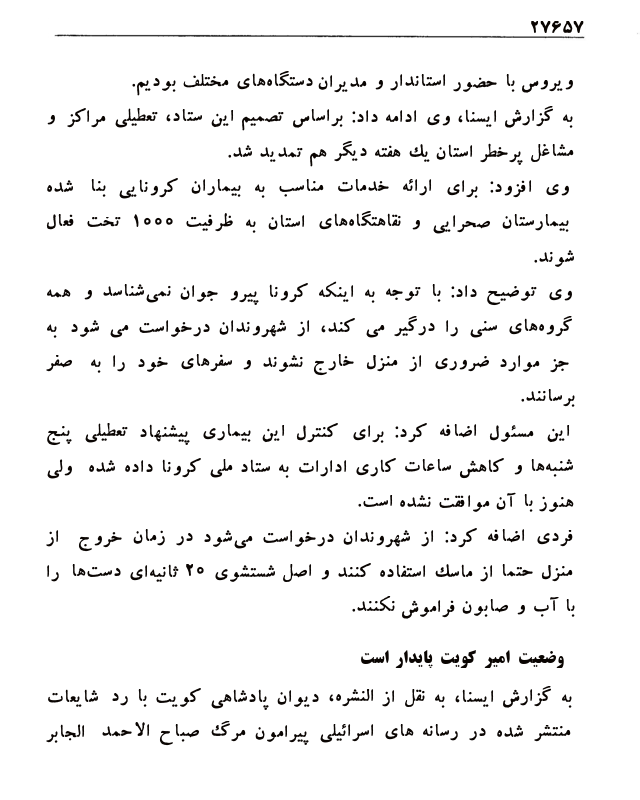 ۲۷۶۵۷
ویروس با حضور استاندار و مدیران دستگاه‌های مختلف بودیم.
به گزارش ایسنا، وی ادامه داد: براساس تصمیم این ستاد، تعطیلی مراکز و
مشاغل پرخطر استان یك هفته دیگر هم تمدید شد.
وی افزود: برای ارائه خدمات مناسب به بیماران کرونایی بنا شده
بیمارستان صحرایی و نقاهتگاه‌های استان به ظرفیت ۱۰۰۰ تخت فعال
شوند.
وی توضیح داد: با توجه به اینکه کرونا پیرو جوان نمی‌شناسد و همه
گروه‌های سنی را درگیر می کند، از شهروندان درخواست می شود به
جز موارد ضروری از منزل خارج نشوند و سفرهای خود را به صفر
برسانند.
این مسئول اضافه کرد: برای کنترل این بیماری پیشنهاد تعطیلی پنج
شنبه‌ها و کاهش ساعات کاری ادارات به ستاد ملی کرونا داده شده ولی
هنوز با آن موافقت نشده است.
فردی اضافه کرد: از شهروندان درخواست می‌شود در زمان خروج از
منزل حتما از ماسك استفاده کنند و اصل شستشوی ۲۰ ثانیه‌ای دست‌ها را
با آب و صابون فراموش نکنند.
وضعیت امیر کویت پایدار است
به گزارش ایسنا، به نقل از النشره، دیوان پادشاهی کویت با رد شایعات
منتشر شده در رسانه های اسرائیلی پیرامون مرگ صباح الاحمد الجابر